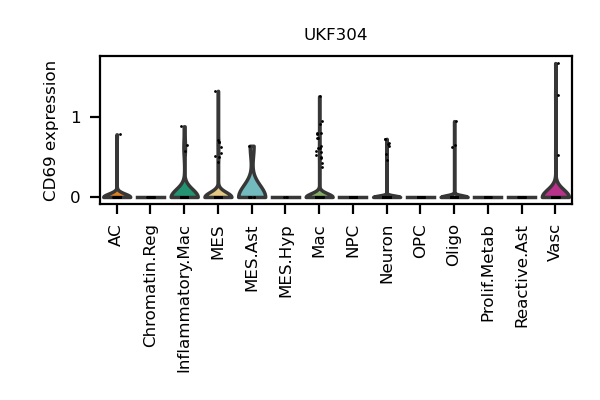 UKF304
CD69 expression
1
0
AC
Chromatin.Reg
Inflammatory.Mac
MES
MES.Ast
MES.Hyp
Mac
NPC
Neuron
OPC
Oligo
Prolif.Metab
Reactive.Ast
Vasc